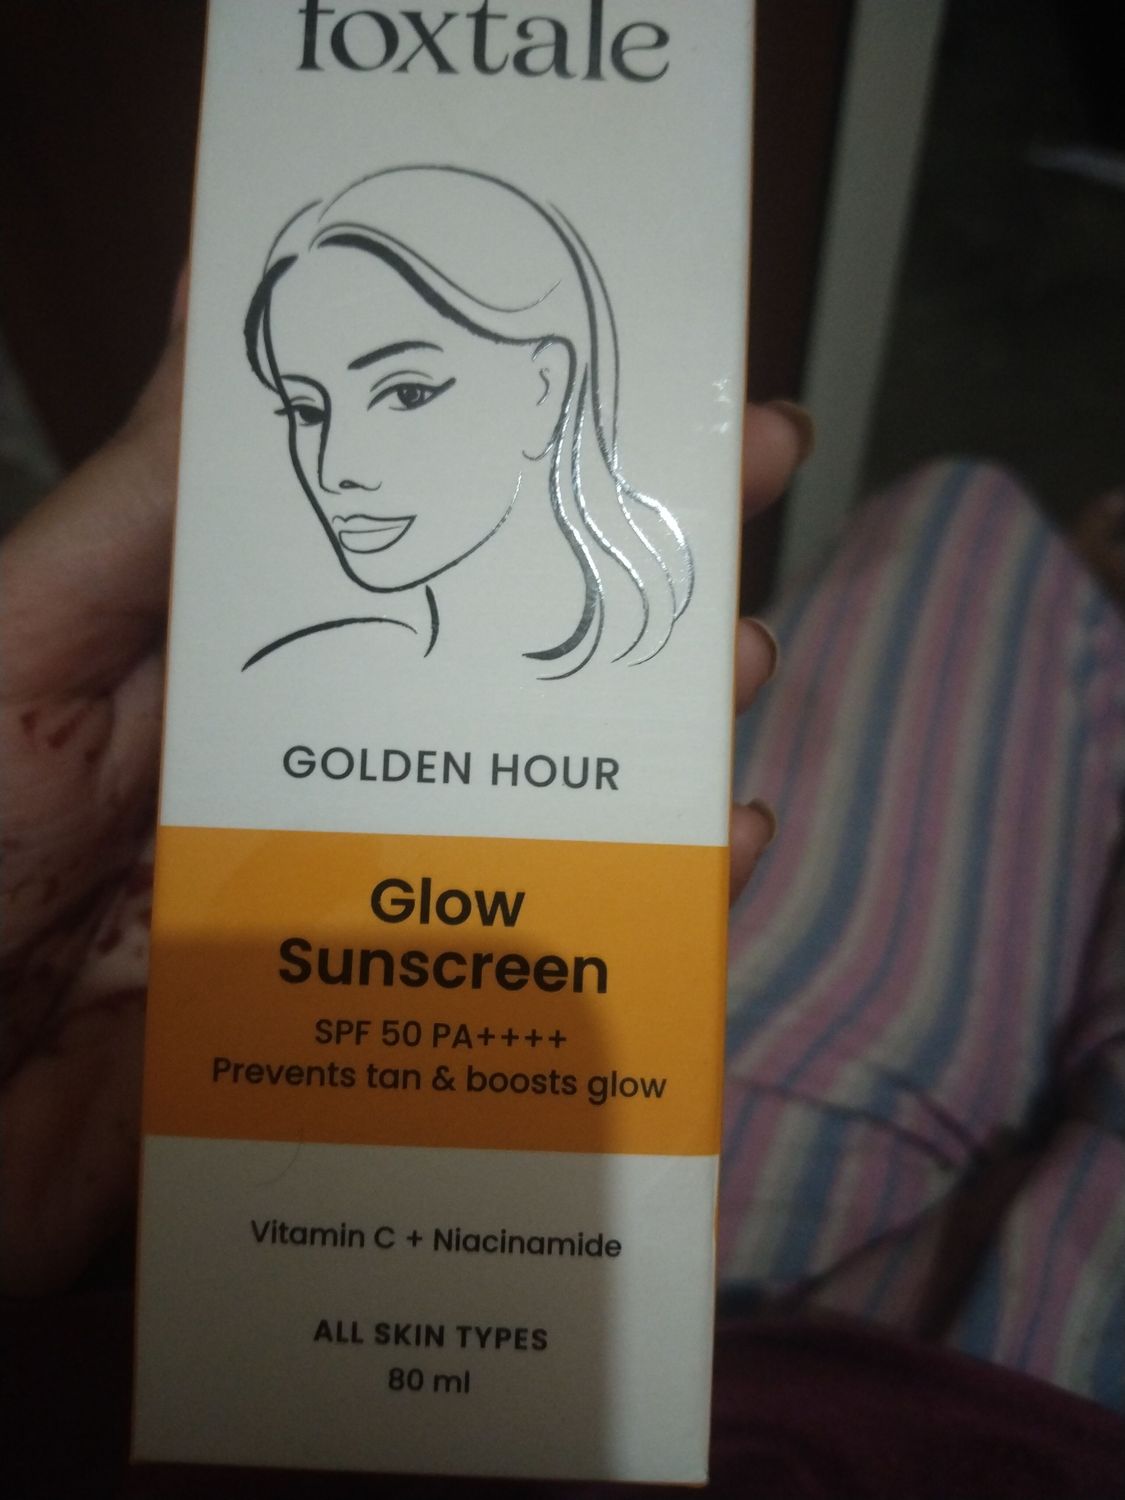 foxtale
GOLDEN HOUR
Glow
Sunscreen
SPF 50 PA++++
Prevents tan & boosts glow
Vitamin C + Niacinamide
ALL SKIN TYPES
80 ml